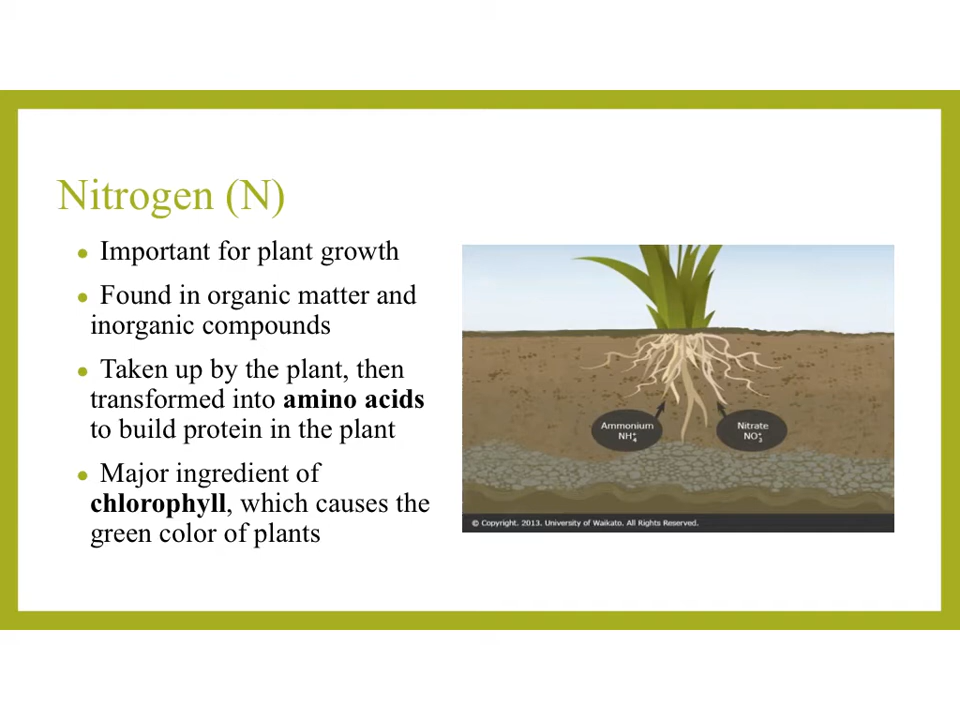 Nitrogen (N)
• Important for plant growth
• Found in organic matter and
inorganic compounds
• Taken up by the plant, then
transformed into amino acids
to build protein in the plant
• Major ingredient of
chlorophyll, which causes the
green color of plants
Ammonium
NH₄⁺
Nitrate
NO₃⁺
© Copyright. 2013. University of Waikato. All Rights Reserved.